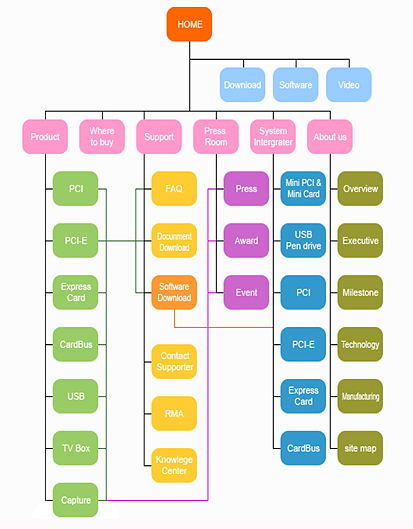 HOME
Download
Software
Video
Product
Where
to buy
Support
Press
Room
System
Intergrater
About us
PCI
FAQ
Press
Mini PCI &
Mini Card
Overview
PCI-E
Docunment
Download
Award
USB
Pen drive
Executive
Express
Card
Software
Download
Event
PCI
Milestone
CardBus
Contact
Supporter
PCI-E
Technology
USB
RMA
Express
Card
Manufacturing
TV Box
Knowlege
Center
CardBus
site map
Capture